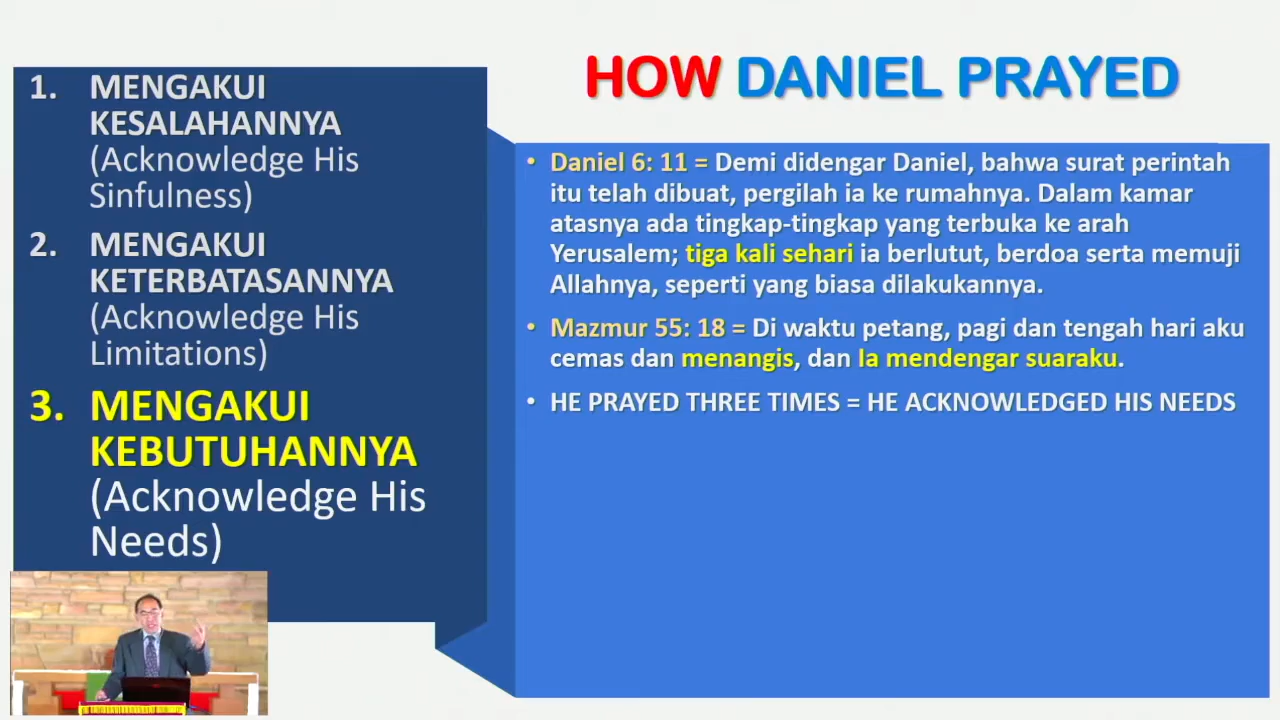 1. MENGAKUI
KESALAHANNYA
(Acknowledge His
Sinfulness)
2. MENGAKUI
KETERBATASANNYA
(Acknowledge His
Limitations)
3. MENGAKUI
KEBUTUHANNYA
(Acknowledge His
Needs)
HOW DANIEL PRAYED
• Daniel 6: 11 = Demi didengar Daniel, bahwa surat perintah
itu telah dibuat, pergilah ia ke rumahnya. Dalam kamar
atasnya ada tingkap-tingkap yang terbuka ke arah
Yerusalem; tiga kali sehari ia berlutut, berdoa serta memuji
Allahnya, seperti yang biasa dilakukannya.
• Mazmur 55: 18 = Di waktu petang, pagi dan tengah hari aku
cemas dan menangis, dan Ia mendengar suaraku.
• HE PRAYED THREE TIMES = HE ACKNOWLEDGED HIS NEEDS